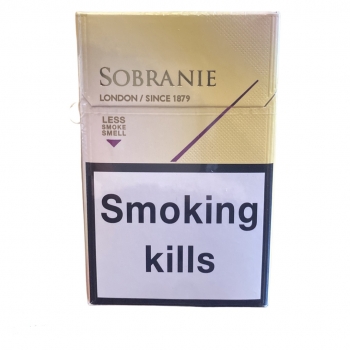 SOBRANIE
LONDON / SINCE 1879
LESS
SMOKE
SMELL
Smoking
kills